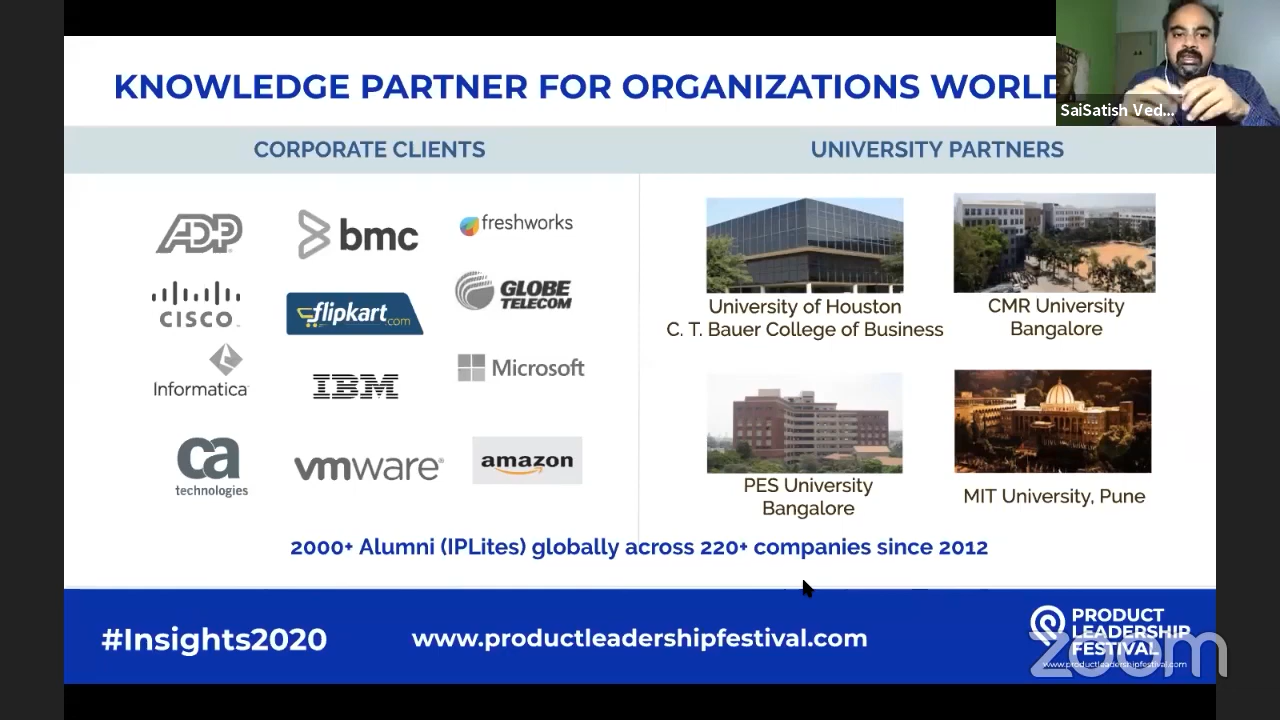 KNOWLEDGE PARTNER FOR ORGANIZATIONS
SaiSatish Ved...
CORPORATE CLIENTS
UNIVERSITY PARTNERS
ADP
bmc
freshworks
CISCO
flipkart.com
GLOBE
TELECOM
Informatica
IBM
Microsoft
ca
technologies
vmware
amazon
University of Houston
C. T. Bauer College of Business
CMR University
Bangalore
PES University
Bangalore
MIT University, Pune
2000+ Alumni (IPLites) globally across 220+ companies since 2012
#Insights2020
www.productleadershipfestival.com
PRODUCT
LEADERSHIP
FESTIVAL
www.productleadershipfestival.com
zoom